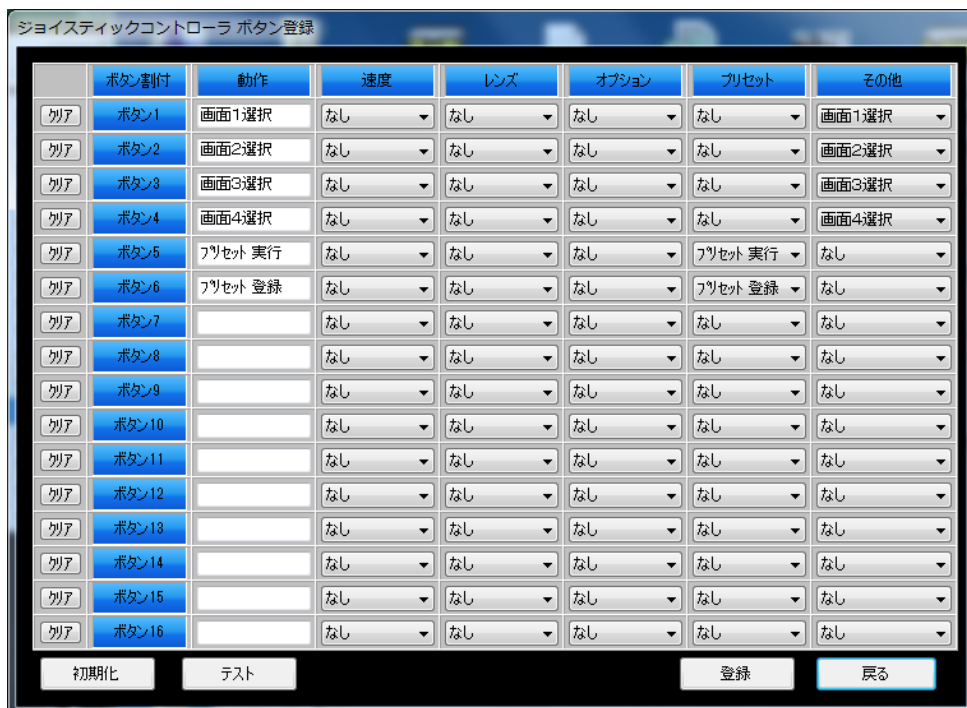 ジョイスティックコントローラ ボタン登録
ボタン割付 動作 速度 レンズ オプション プリセット その他
クリア ボタン1 画面1選択 なし なし なし なし 画面1選択
クリア ボタン2 画面2選択 なし なし なし なし 画面2選択
クリア ボタン3 画面3選択 なし なし なし なし 画面3選択
クリア ボタン4 画面4選択 なし なし なし なし 画面4選択
クリア ボタン5 プリセット 実行 なし なし なし プリセット 実行 なし
クリア ボタン6 プリセット 登録 なし なし なし プリセット 登録 なし
クリア ボタン7 なし なし なし なし なし
クリア ボタン8 なし なし なし なし なし
クリア ボタン9 なし なし なし なし なし
クリア ボタン10 なし なし なし なし なし
クリア ボタン11 なし なし なし なし なし
クリア ボタン12 なし なし なし なし なし
クリア ボタン13 なし なし なし なし なし
クリア ボタン14 なし なし なし なし なし
クリア ボタン15 なし なし なし なし なし
クリア ボタン16 なし なし なし なし なし
初期化 テスト 登録 戻る